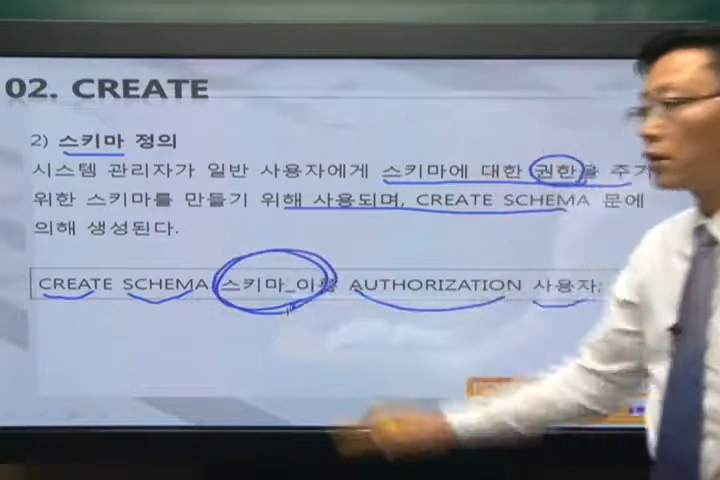 02. CREATE
2) 스키마 정의
시스템 관리자가 일반 사용자에게 스키마에 대한 권한을 주기
위한 스키마를 만들기 위해 사용되며, CREATE SCHEMA 문에
의해 생성된다.
CREATE SCHEMA 스키마_이름 AUTHORIZATION 사용자;